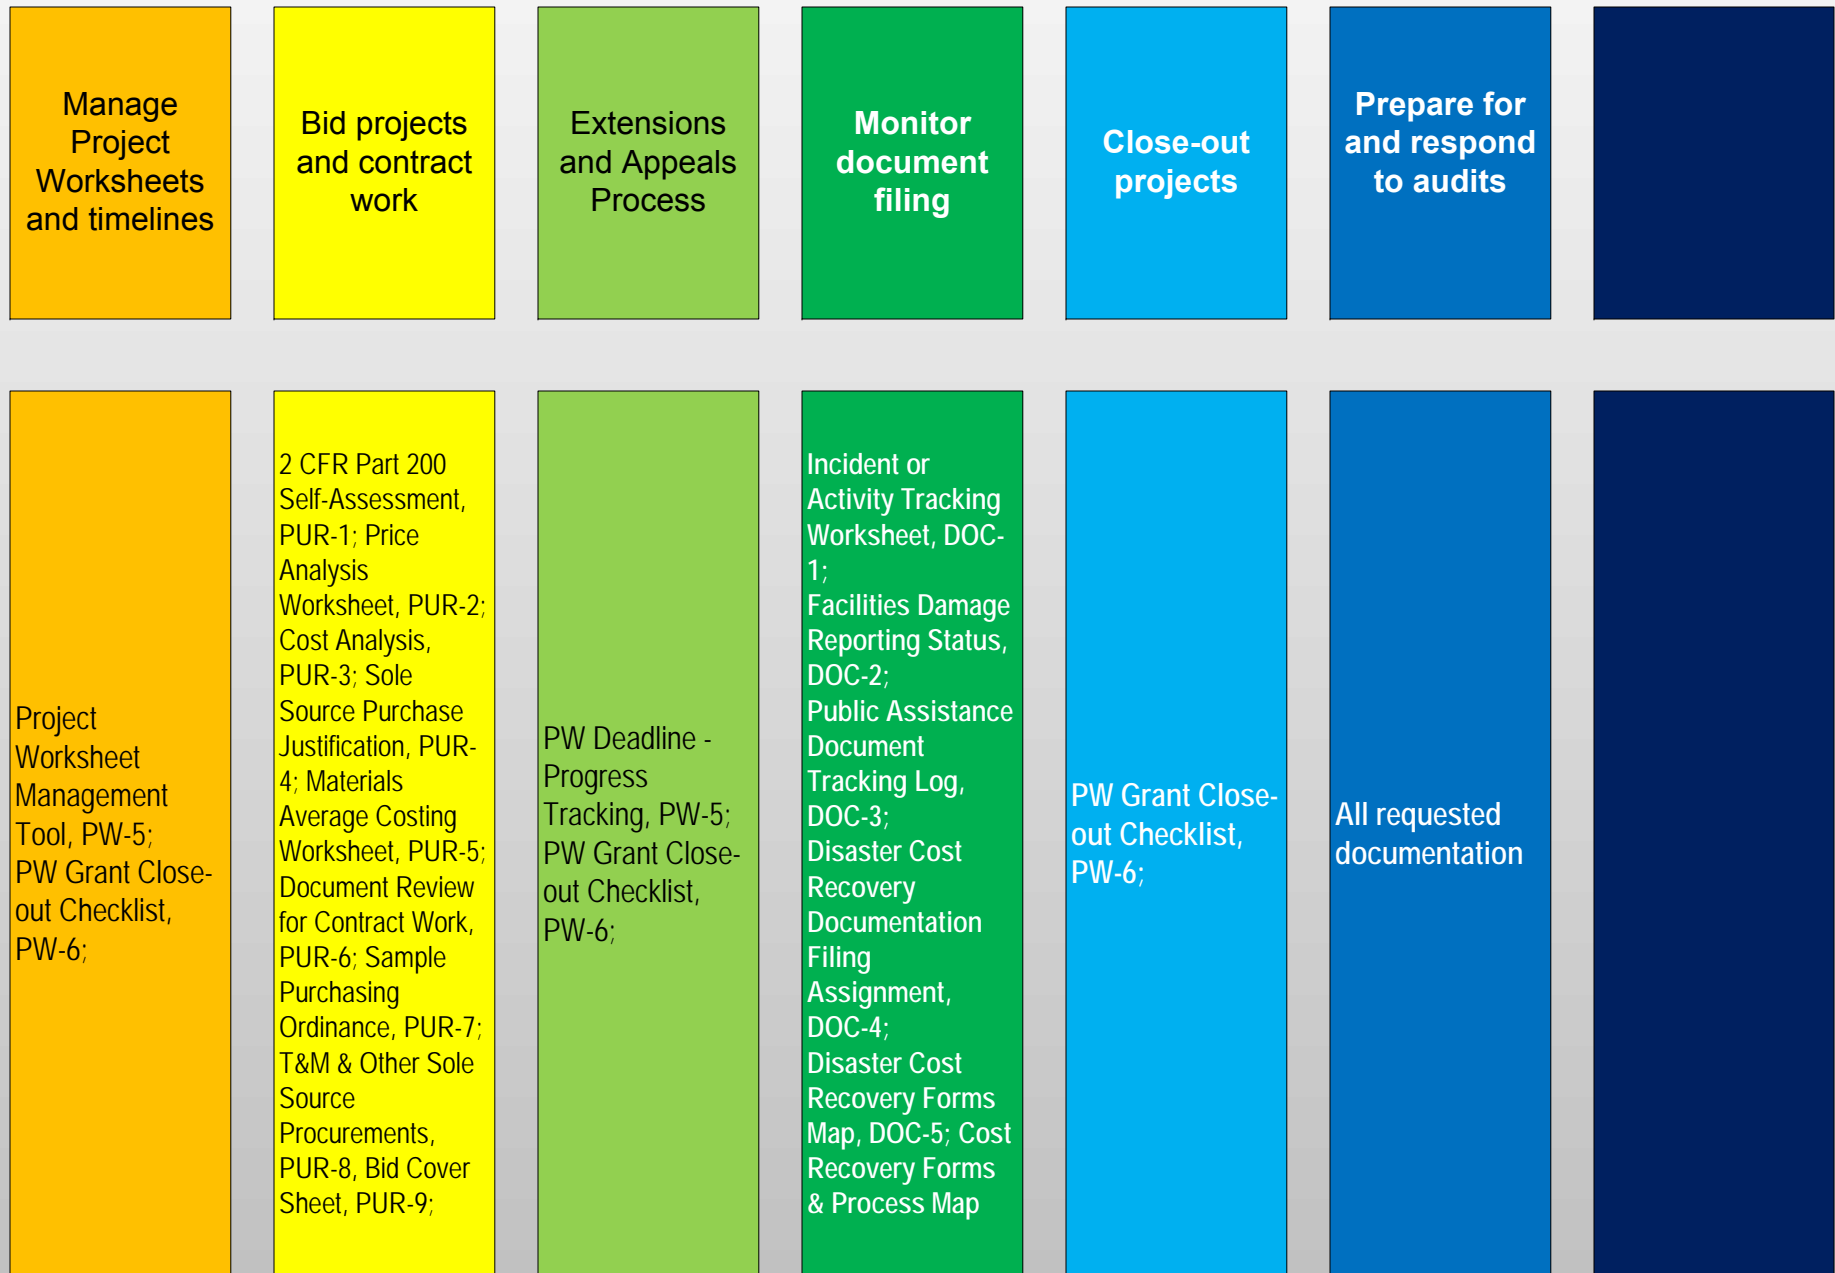 Manage
Project
Worksheets
and timelines
Bid projects
and contract
work
Extensions
and Appeals
Process
Monitor
document
filing
Close-out
projects
Prepare for
and respond
to audits
Project
Worksheet
Management
Tool, PW-5;
PW Grant Close-
out Checklist,
PW-6;
2 CFR Part 200
Self-Assessment,
PUR-1; Price
Analysis
Worksheet, PUR-2;
Cost Analysis,
PUR-3; Sole
Source Purchase
Justification, PUR-
4; Materials
Average Costing
Worksheet, PUR-5;
Document Review
for Contract Work,
PUR-6; Sample
Purchasing
Ordinance, PUR-7;
T&M & Other Sole
Source
Procurements,
PUR-8, Bid Cover
Sheet, PUR-9;
PW Deadline -
Progress
Tracking, PW-5;
PW Grant Close-
out Checklist,
PW-6;
Incident or
Activity Tracking
Worksheet, DOC-
1;
Facilities Damage
Reporting Status,
DOC-2;
Public Assistance
Document
Tracking Log,
DOC-3;
Disaster Cost
Recovery
Documentation
Filing
Assignment,
DOC-4;
Disaster Cost
Recovery Forms
Map, DOC-5; Cost
Recovery Forms
& Process Map
PW Grant Close-
out Checklist,
PW-6;
All requested
documentation